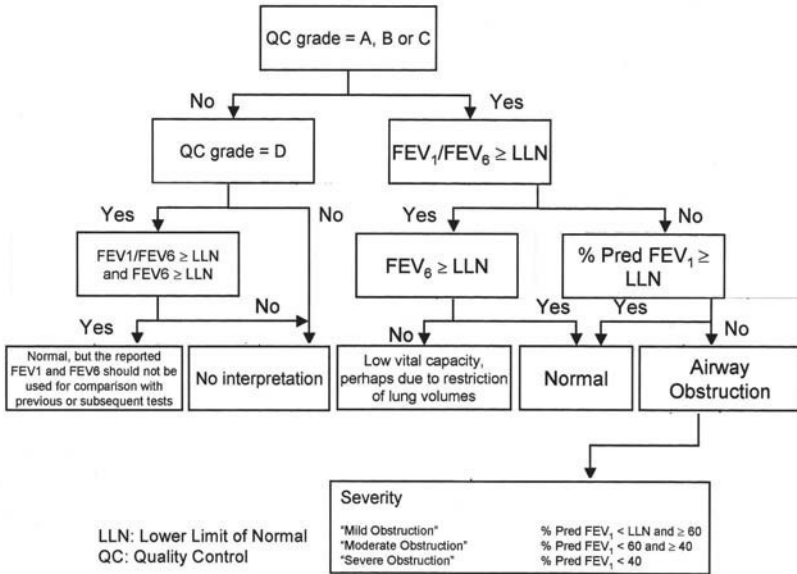 QC grade = A, B or C
No
Yes
QC grade = D
FEV₁/FEV₆ ≥ LLN
Yes
No
Yes
No
FEV1/FEV6 ≥ LLN
and FEV6 ≥ LLN
FEV₆ ≥ LLN
% Pred FEV₁ ≥
LLN
Yes
No
No
Yes
Yes
No
Normal, but the reported
FEV1 and FEV6 should not be
used for comparison with
previous or subsequent tests
No interpretation
Low vital capacity,
perhaps due to restriction
of lung volumes
Normal
Airway
Obstruction
Severity
"Mild Obstruction" % Pred FEV₁ < LLN and ≥ 60
"Moderate Obstruction" % Pred FEV₁ < 60 and ≥ 40
"Severe Obstruction" % Pred FEV₁ < 40
LLN: Lower Limit of Normal
QC: Quality Control